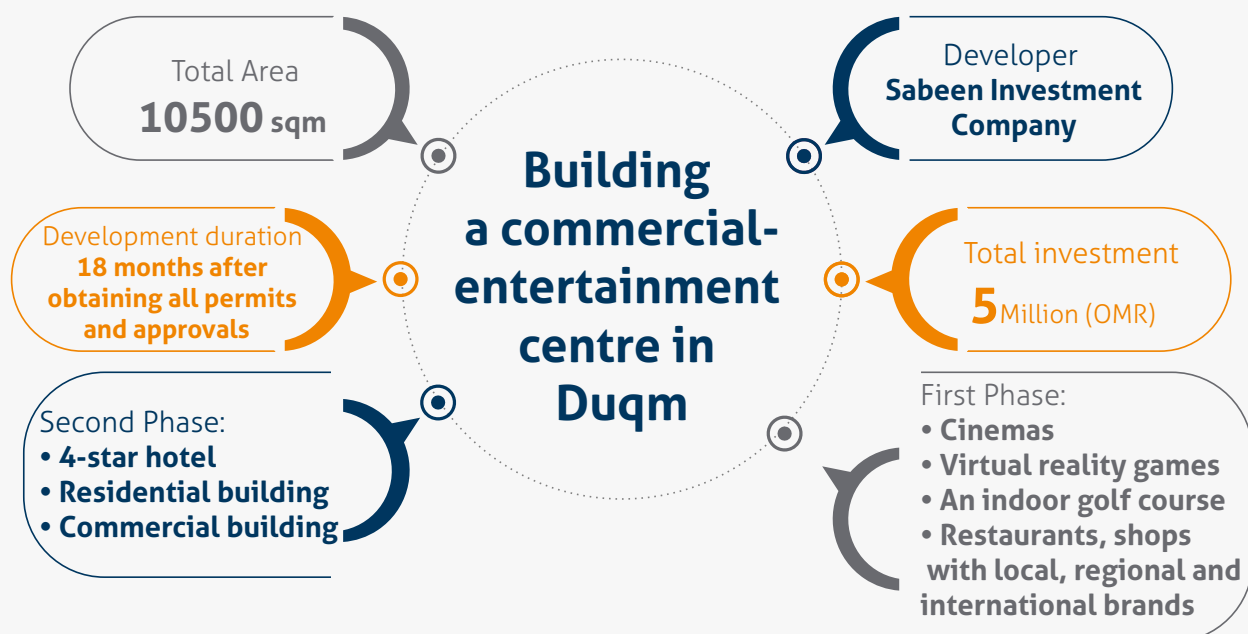 Building
a commercial-
entertainment
centre in
Duqm
Total Area
10500 sqm
Developer
Sabeen Investment
Company
Development duration
18 months after
obtaining all permits
and approvals
Total investment
5 Million (OMR)
Second Phase:
• 4-star hotel
• Residential building
• Commercial building
First Phase:
• Cinemas
• Virtual reality games
• An indoor golf course
• Restaurants, shops
with local, regional and
international brands